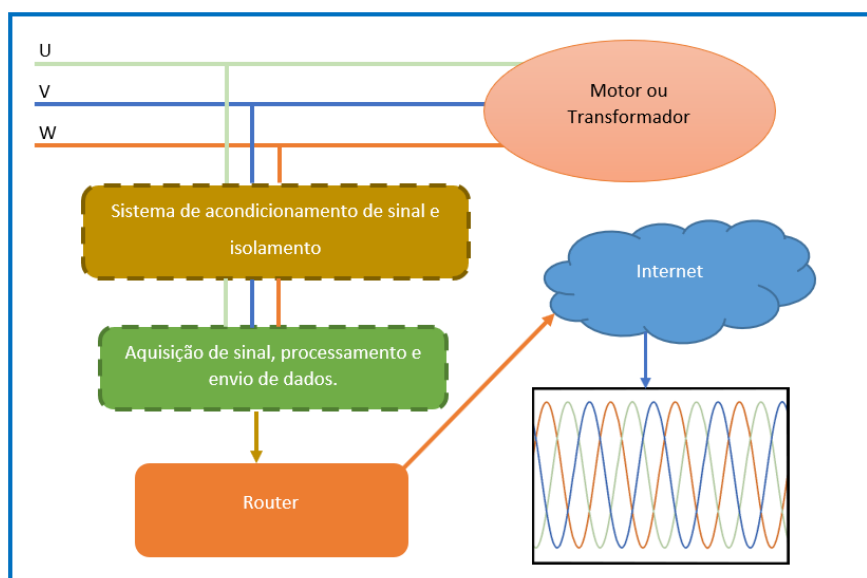 U
V
W
Motor ou
Transformador
Sistema de acondicionamento de sinal e
isolamento
Internet
Aquisição de sinal, processamento e
envio de dados.
Router